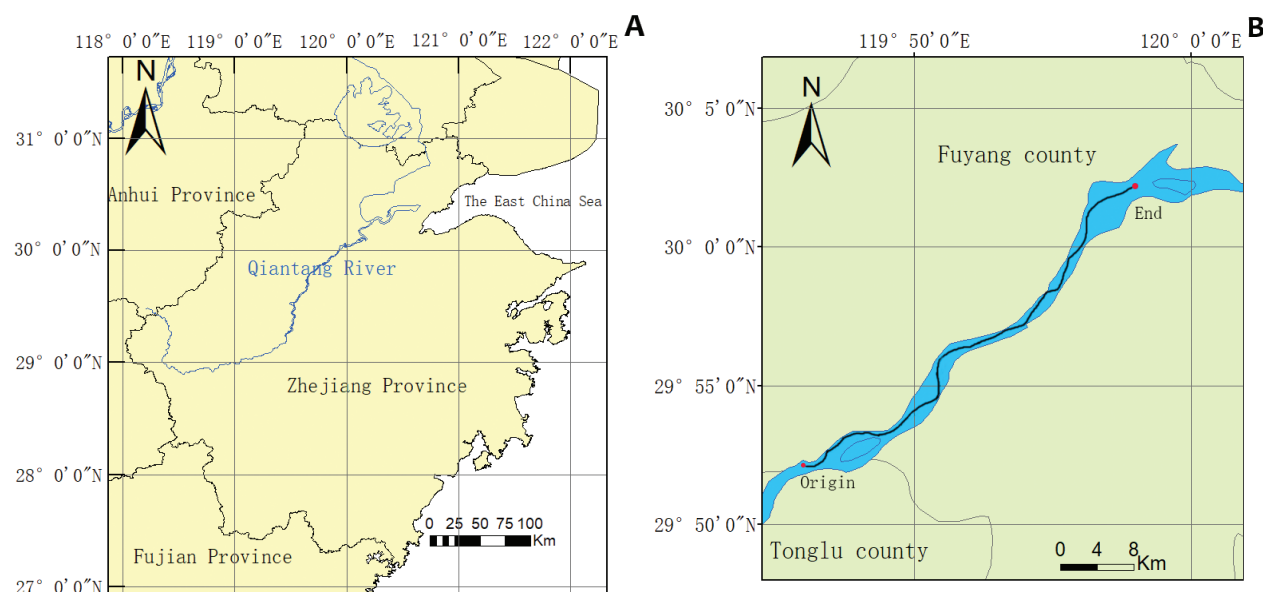 A
118° 0′0″E 119° 0′0″E 120° 0′0″E 121° 0′0″E 122° 0′0″E
N
31° 0′0″N
Anhui Province
The East China Sea
30° 0′0″N
Qiantang River
29° 0′0″N
Zhejiang Province
28° 0′0″N
0 25 50 75 100
Km
Fujian Province
27° 0′0″N
B
119° 50′0″E 120° 0′0″E
N
30° 5′0″N
Fuyang county
End
30° 0′0″N
29° 55′0″N
Origin
29° 50′0″N
Tonglu county
0 4 8
Km